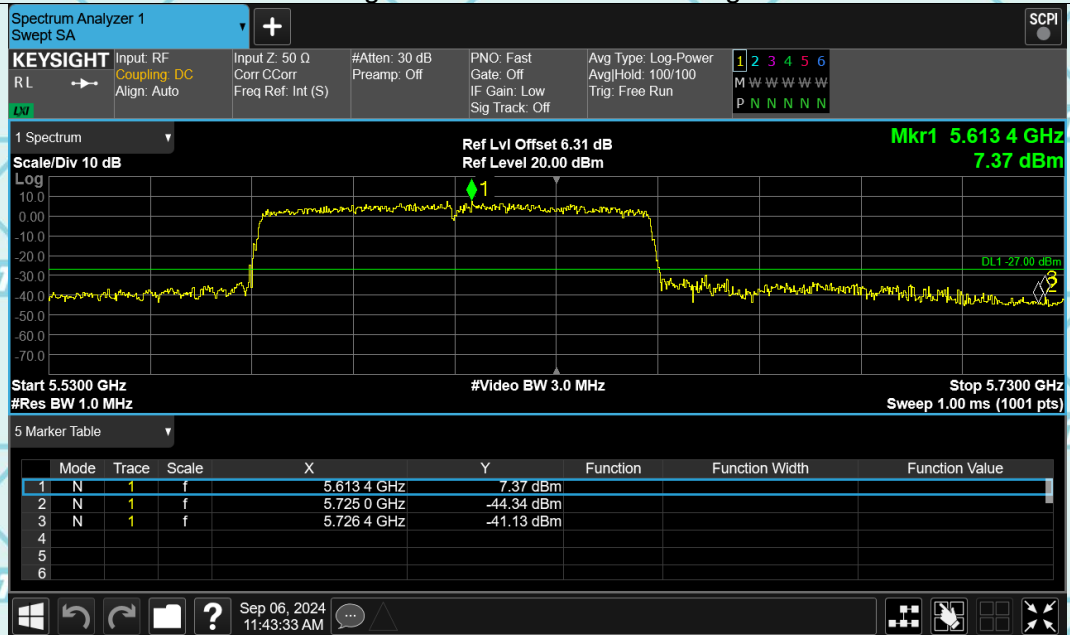 Spectrum Analyzer 1
Swept SA
+
SCPI
KEYSIGHT
RL
LXI
Input: RF
Coupling: DC
Align: Auto
Input Z: 50 Ω
Corr CCorr
Freq Ref: Int (S)
#Atten: 30 dB
Preamp: Off
PNO: Fast
Gate: Off
IF Gain: Low
Sig Track: Off
Avg Type: Log-Power
Avg|Hold: 100/100
Trig: Free Run
1 2 3 4 5 6
M W W W W W
P N N N N N
1 Spectrum
Scale/Div 10 dB
Ref Lvl Offset 6.31 dB
Ref Level 20.00 dBm
Mkr1 5.613 4 GHz
7.37 dBm
Log
10.0
0.00
-10.0
-20.0
-30.0
-40.0
-50.0
-60.0
-70.0
1
DL1 -27.00 dBm
3
2
Start 5.5300 GHz
#Video BW 3.0 MHz
Stop 5.7300 GHz
#Res BW 1.0 MHz
Sweep 1.00 ms (1001 pts)
5 Marker Table
Mode Trace Scale X Y Function Function Width Function Value
1 N 1 f 5.613 4 GHz 7.37 dBm
2 N 1 f 5.725 0 GHz -44.34 dBm
3 N 1 f 5.726 4 GHz -41.13 dBm
4
5
6
?
Sep 06, 2024
11:43:33 AM